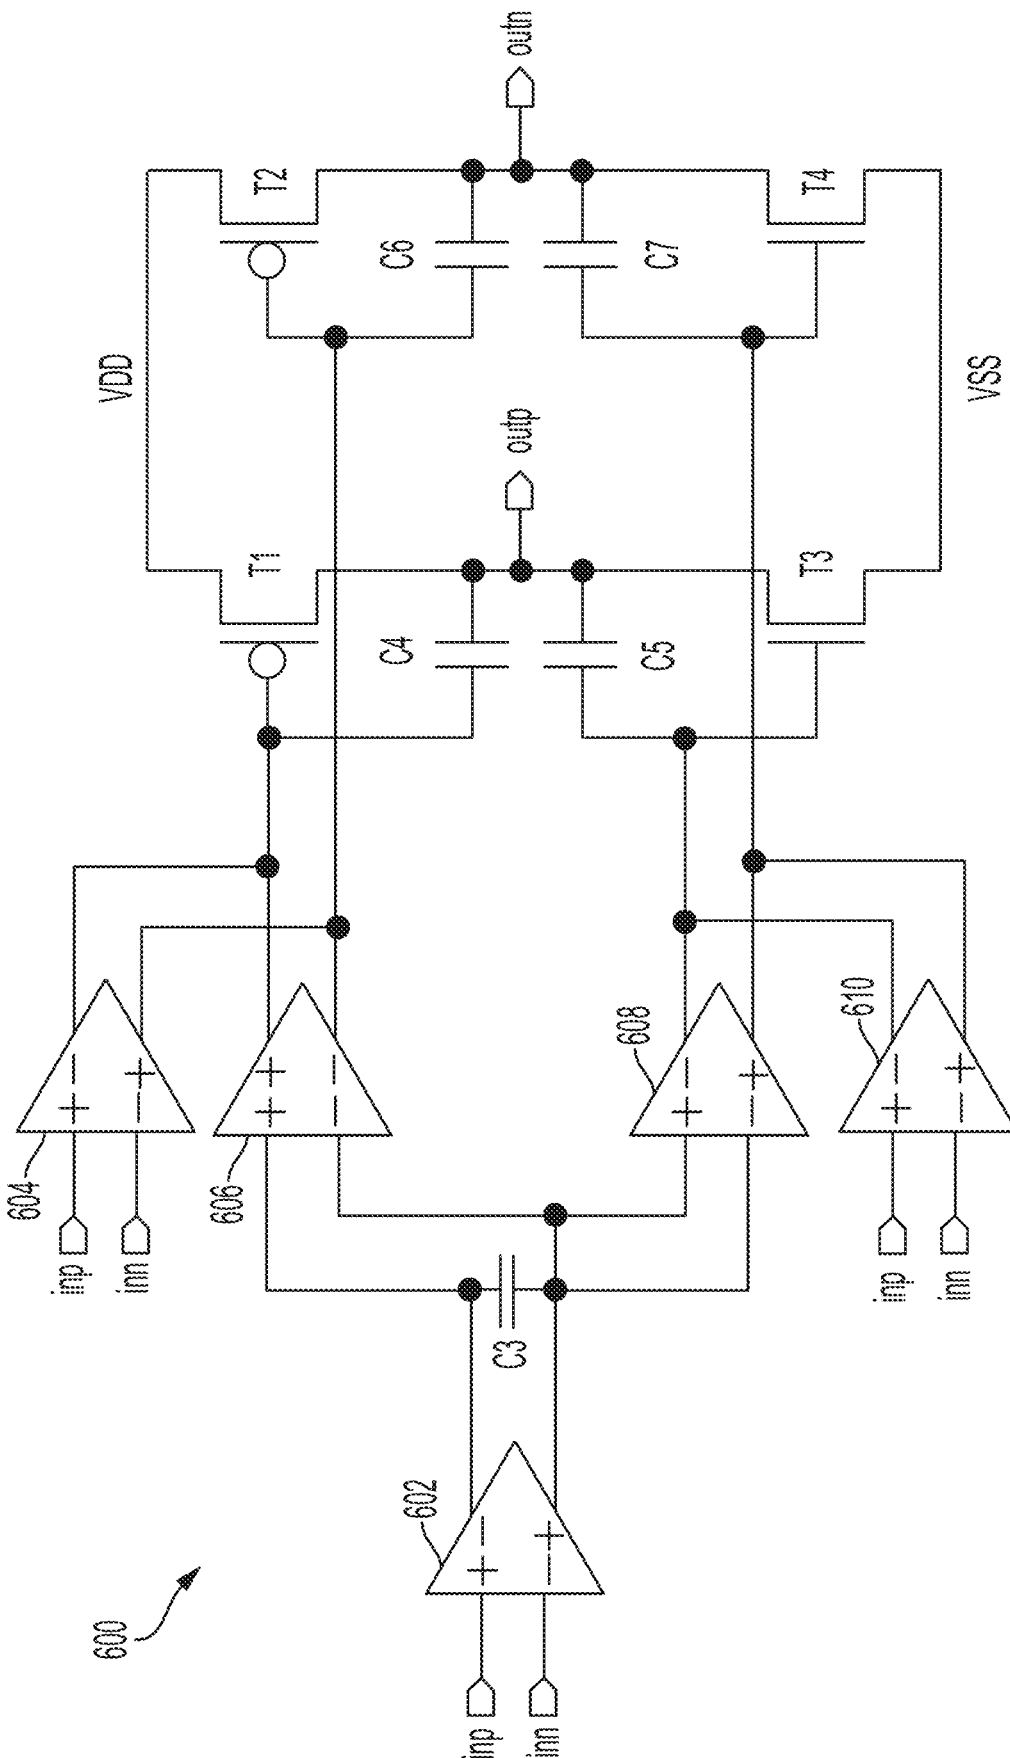 600
inp
inn
602
+ −
− +
C3
inp
inn
604
+ −
− +
606
+ +
− −
608
+ −
− +
inp
inn
610
+ −
− +
VDD
T1
T2
C4
C5
C6
C7
outp
outn
T3
T4
VSS